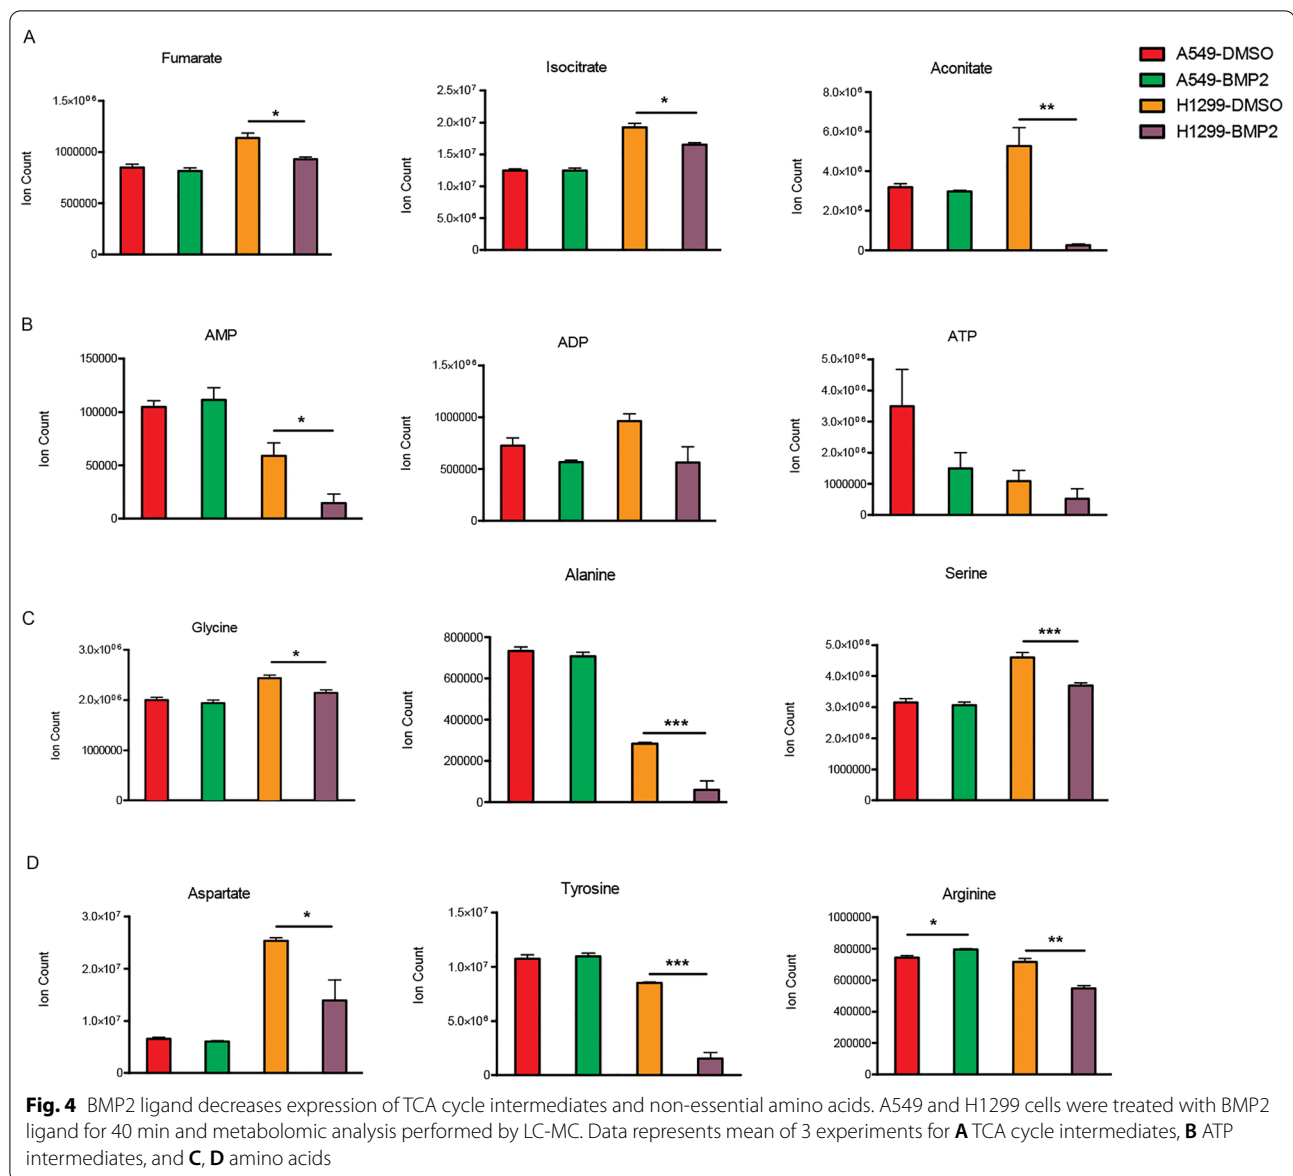 A
Fumarate
Ion Count
1.5×10⁰⁶
1000000
500000
0
*
Isocitrate
Ion Count
2.5×10⁷
2.0×10⁷
1.5×10⁷
1.0×10⁷
5.0×10⁶
0
*
Aconitate
Ion Count
8.0×10⁶
6.0×10⁶
4.0×10⁶
2.0×10⁶
0
**
A549-DMSO
A549-BMP2
H1299-DMSO
H1299-BMP2
B
AMP
Ion Count
150000
100000
50000
0
*
ADP
Ion Count
1.5×10⁰⁶
1000000
500000
0
ATP
Ion Count
5.0×10⁰⁶
4.0×10⁰⁶
3.0×10⁰⁶
2.0×10⁰⁶
1000000
0
C
Glycine
Ion Count
3.0×10⁰⁶
2.0×10⁰⁶
1000000
0
*
Alanine
Ion Count
800000
600000
400000
200000
0
***
Serine
Ion Count
5.0×10⁰⁶
4.0×10⁰⁶
3.0×10⁰⁶
2.0×10⁰⁶
1000000
0
***
D
Aspartate
Ion Count
3.0×10⁷
2.0×10⁷
1.0×10⁷
0
*
Tyrosine
Ion Count
1.5×10⁷
1.0×10⁷
5.0×10⁶
0
***
Arginine
Ion Count
1000000
800000
600000
400000
200000
0
*
**
Fig. 4 BMP2 ligand decreases expression of TCA cycle intermediates and non-essential amino acids. A549 and H1299 cells were treated with BMP2
ligand for 40 min and metabolomic analysis performed by LC-MC. Data represents mean of 3 experiments for A TCA cycle intermediates, B ATP
intermediates, and C, D amino acids